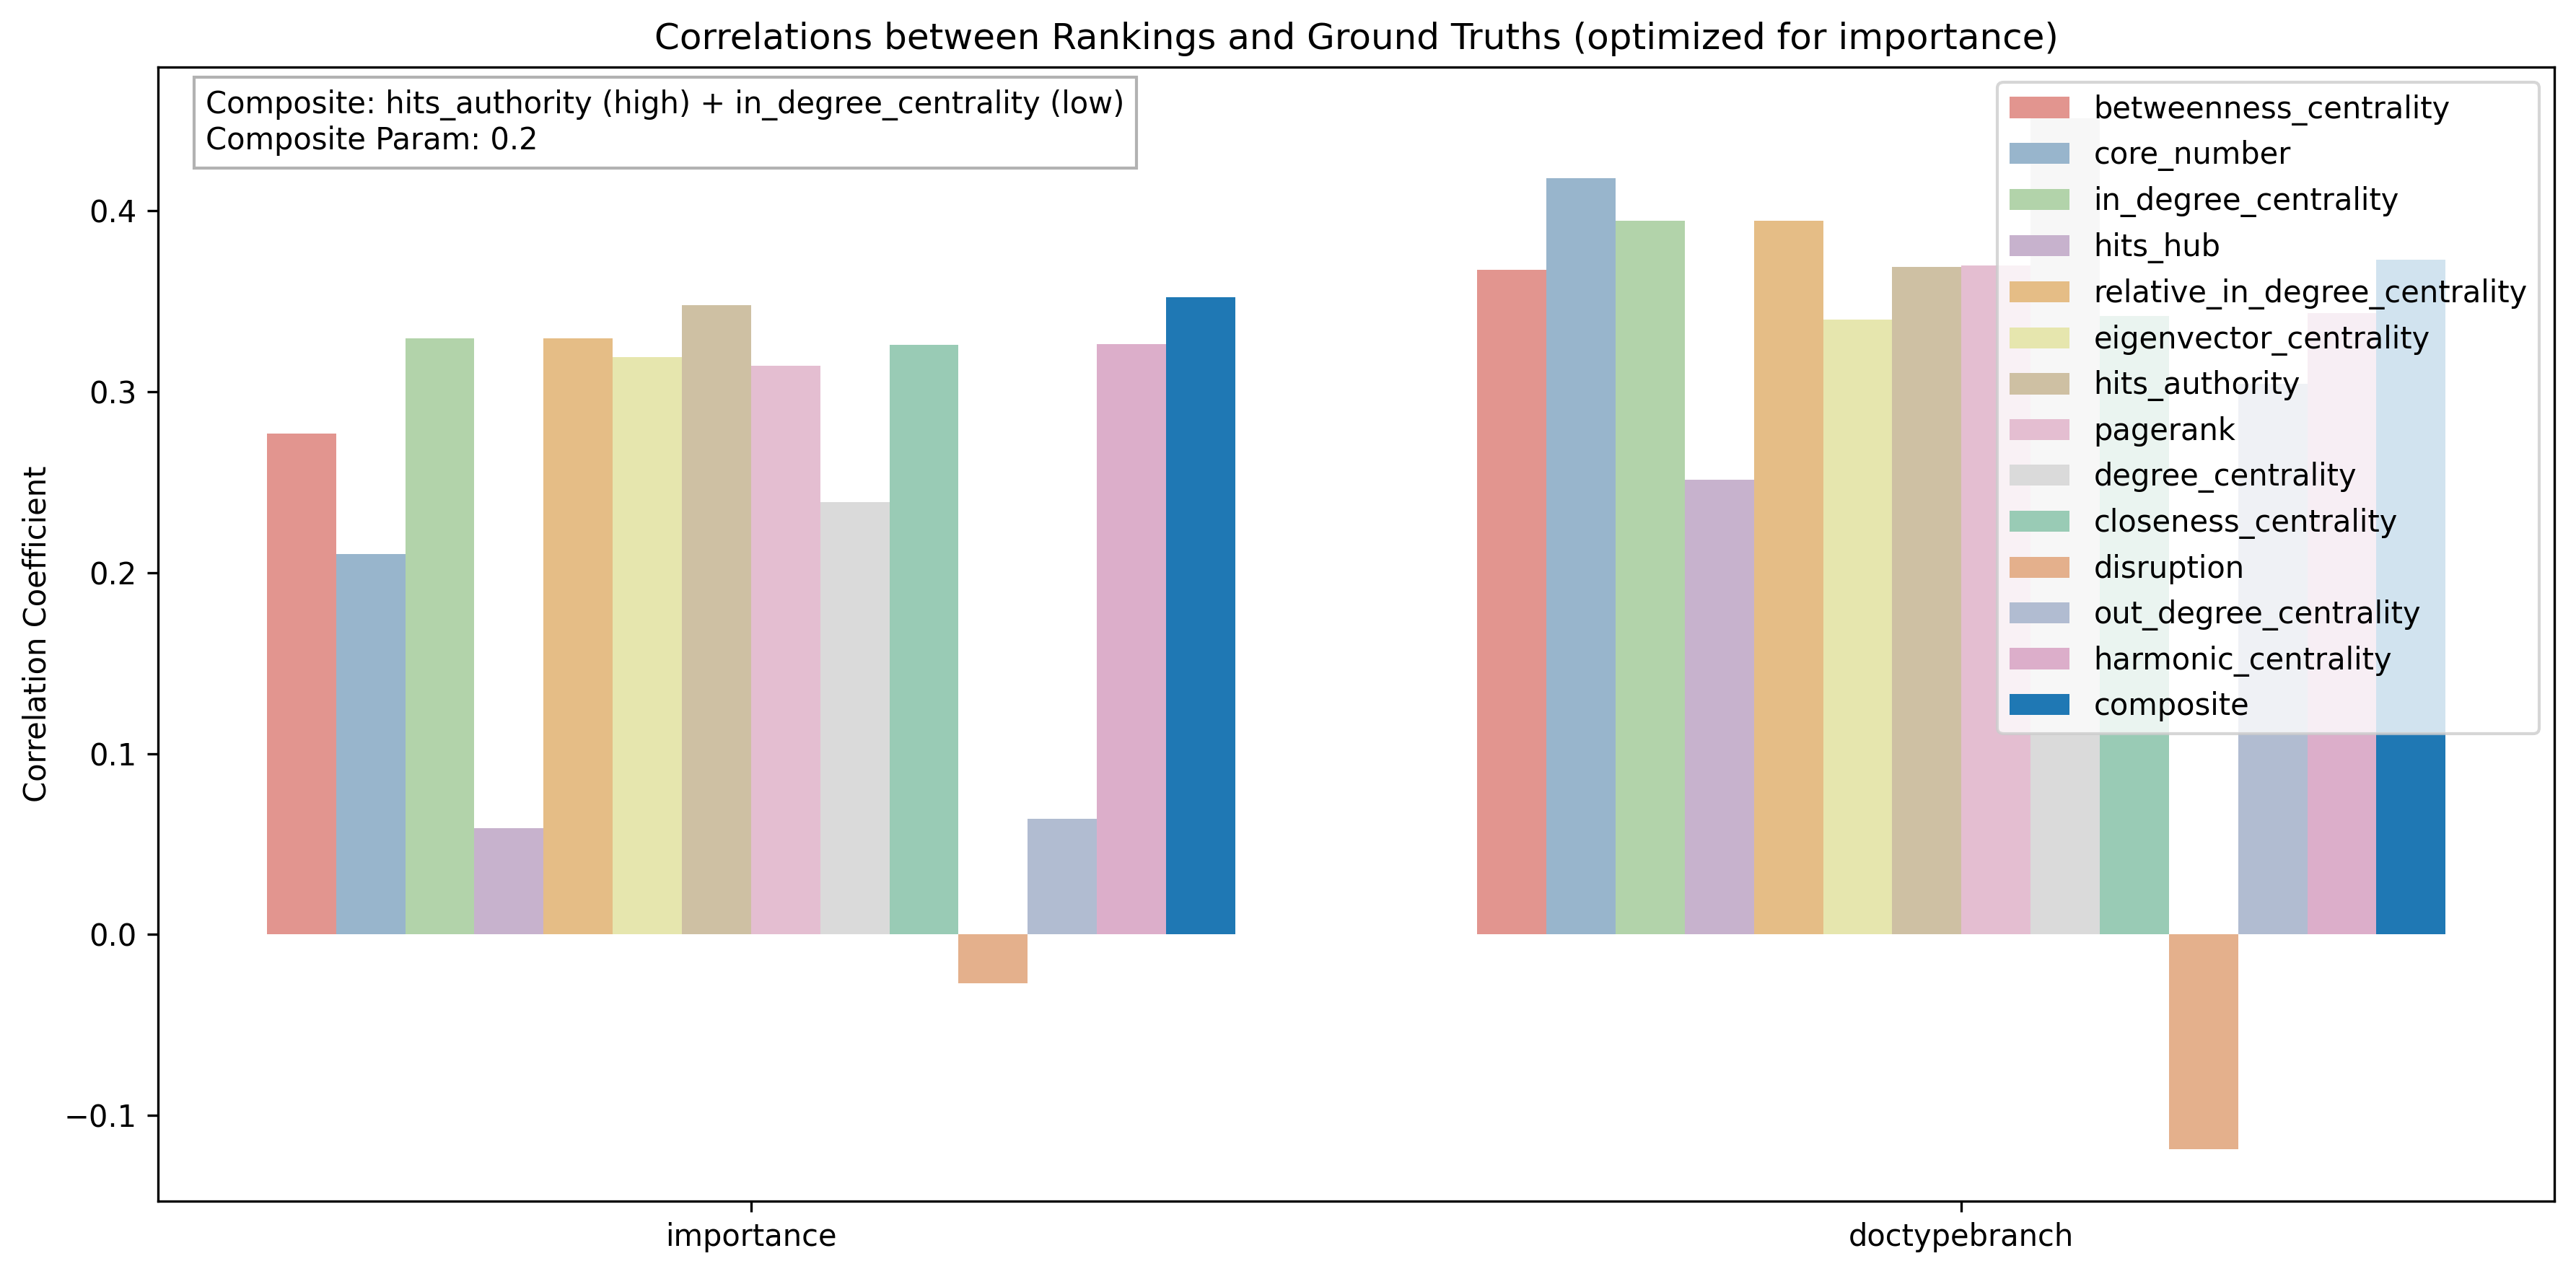 Correlations between Rankings and Ground Truths (optimized for importance)
Composite: hits_authority (high) + in_degree_centrality (low)
Composite Param: 0.2
betweenness_centrality
core_number
in_degree_centrality
hits_hub
relative_in_degree_centrality
eigenvector_centrality
hits_authority
pagerank
degree_centrality
closeness_centrality
disruption
out_degree_centrality
harmonic_centrality
composite
Correlation Coefficient
0.4
0.3
0.2
0.1
0.0
−0.1
importance
doctypebranch